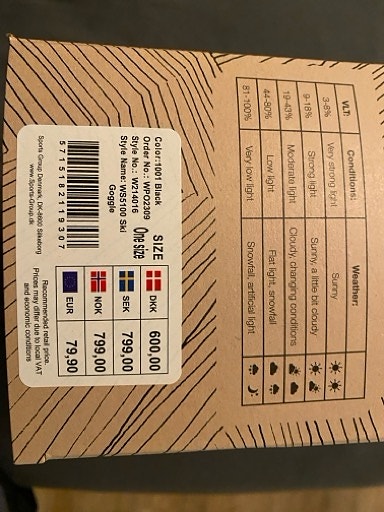 VLT: Conditions: Weather:
3-8% Very strong light Sunny
9-18% Strong light Sunny, a little bit cloudy
19-43% Moderate light Cloudy, changing conditions
44-80% Low light Flat light, snowfall
81-100% Very low light Snowfall, artificial light
Color:1001 Black
Order No.: WPO2309
Style No.: W214016
Style Name: WS5100 Ski
Goggle
SIZE
One size
5715182119307
Sports Group Denmark, DK-8600 Silkeborg
www.Sports-Group.dk
DKK 600,00
SEK 799,00
NOK 799,00
EUR 79,90
Recommended retail price.
Prices may differ due to local VAT
and economic conditions